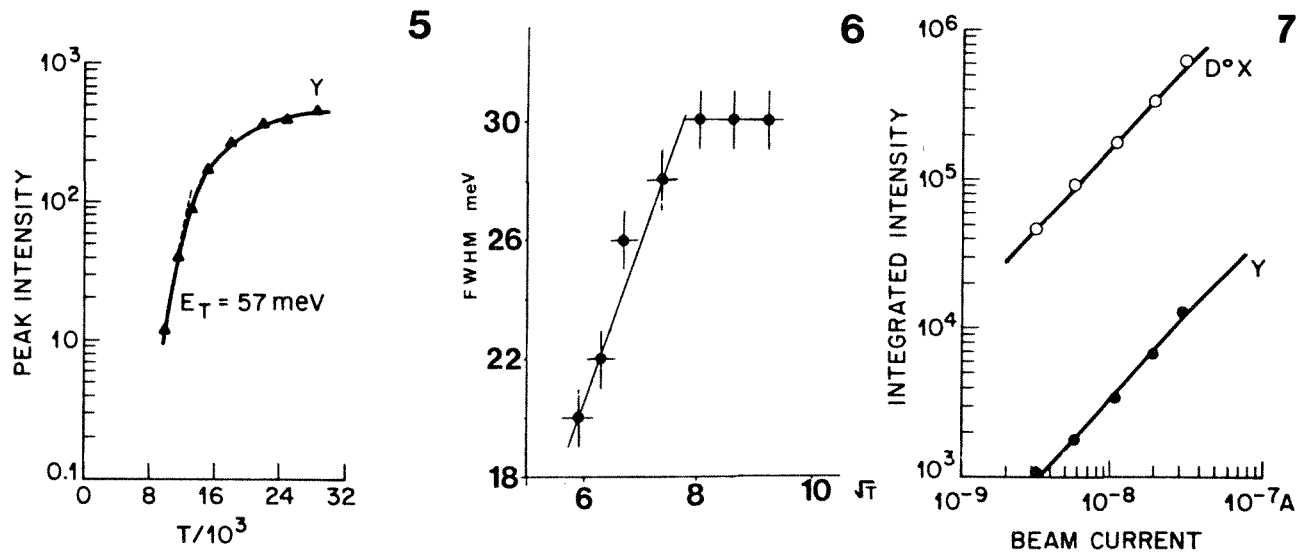 5
10³
10²
10
0.1
PEAK INTENSITY
Y
E_T = 57 meV
0 8 16 24 32
T/10³
6
30
26
22
18
FWHM meV
6 8 10 √T
7
10⁶
10⁵
10⁴
10³
INTEGRATED INTENSITY
D°X
Y
10⁻⁹ 10⁻⁸ 10⁻⁷A
BEAM CURRENT